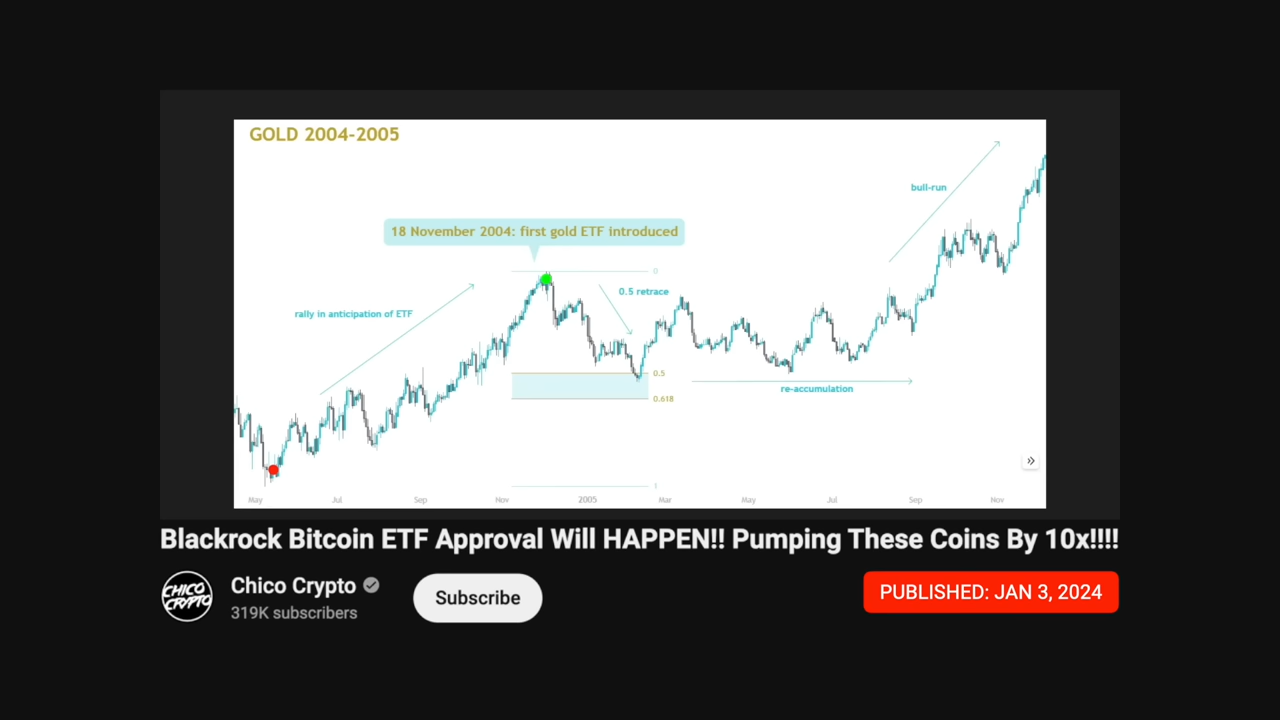 GOLD 2004-2005
bull-run
18 November 2004: first gold ETF introduced
0
0.5 retrace
rally in anticipation of ETF
0.5
re-accumulation
0.618
1
May Jul Sep Nov 2005 Mar May Jul Sep Nov
Blackrock Bitcoin ETF Approval Will HAPPEN!! Pumping These Coins By 10x!!!!
CHICO CRYPTO
Chico Crypto
319K subscribers
Subscribe
PUBLISHED: JAN 3, 2024